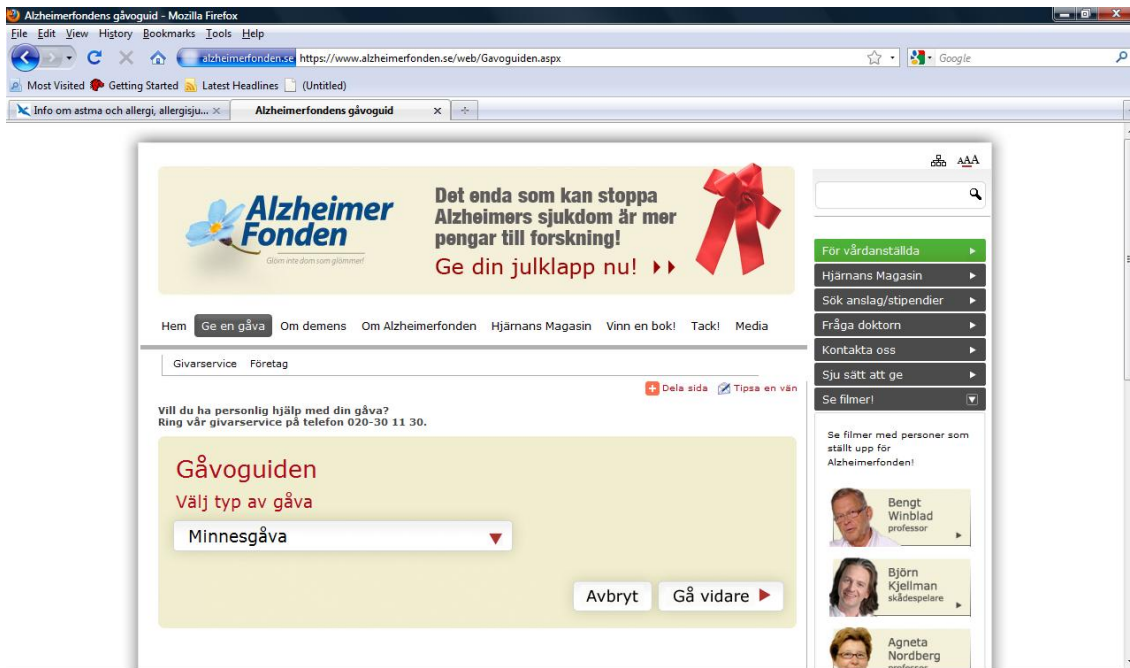 Alzheimerfondens gåvoguid - Mozilla Firefox
File Edit View History Bookmarks Tools Help
alzheimerfonden.se https://www.alzheimerfonden.se/web/Gavoguiden.aspx
Google
Most Visited Getting Started Latest Headlines (Untitled)
Info om astma och allergi, allergisju... Alzheimerfondens gåvoguid
AAA
Alzheimer
Fonden
Glöm inte dom som glömmer!
Det enda som kan stoppa
Alzheimers sjukdom är mer
pengar till forskning!
Ge din julklapp nu!
Hem Ge en gåva Om demens Om Alzheimerfonden Hjärnans Magasin Vinn en bok! Tack! Media
Givarservice Företag
Dela sida Tipsa en vän
Vill du ha personlig hjälp med din gåva?
Ring vår givarservice på telefon 020-30 11 30.
Gåvoguiden
Välj typ av gåva
Minnesgåva
Avbryt Gå vidare
För vårdanställda
Hjärnans Magasin
Sök anslag/stipendier
Fråga doktorn
Kontakta oss
Sju sätt att ge
Se filmer!
Se filmer med personer som
ställt upp för
Alzheimerfonden!
Bengt
Winblad
professor
Björn
Kjellman
skådespelare
Agneta
Nordberg
professor